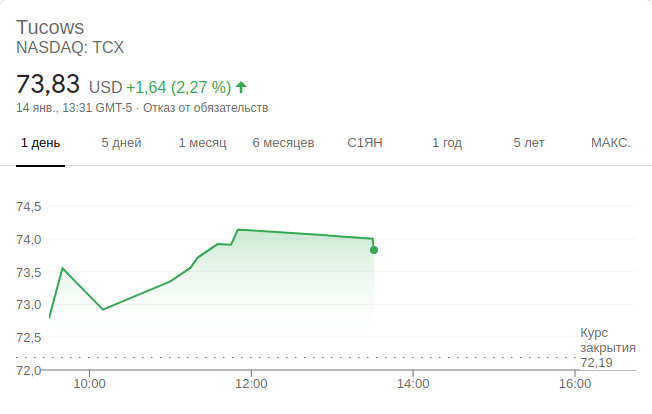 Tucows
NASDAQ: TCX
73,83 USD +1,64 (2,27 %)
14 янв., 13:31 GMT-5 · Отказ от обязательств
1 день 5 дней 1 месяц 6 месяцев С1ЯН 1 год 5 лет МАКС.
74,5
74,0
73,5
73,0
72,5
Курс
закрытия
72,19
72,0
10:00 12:00 14:00 16:00